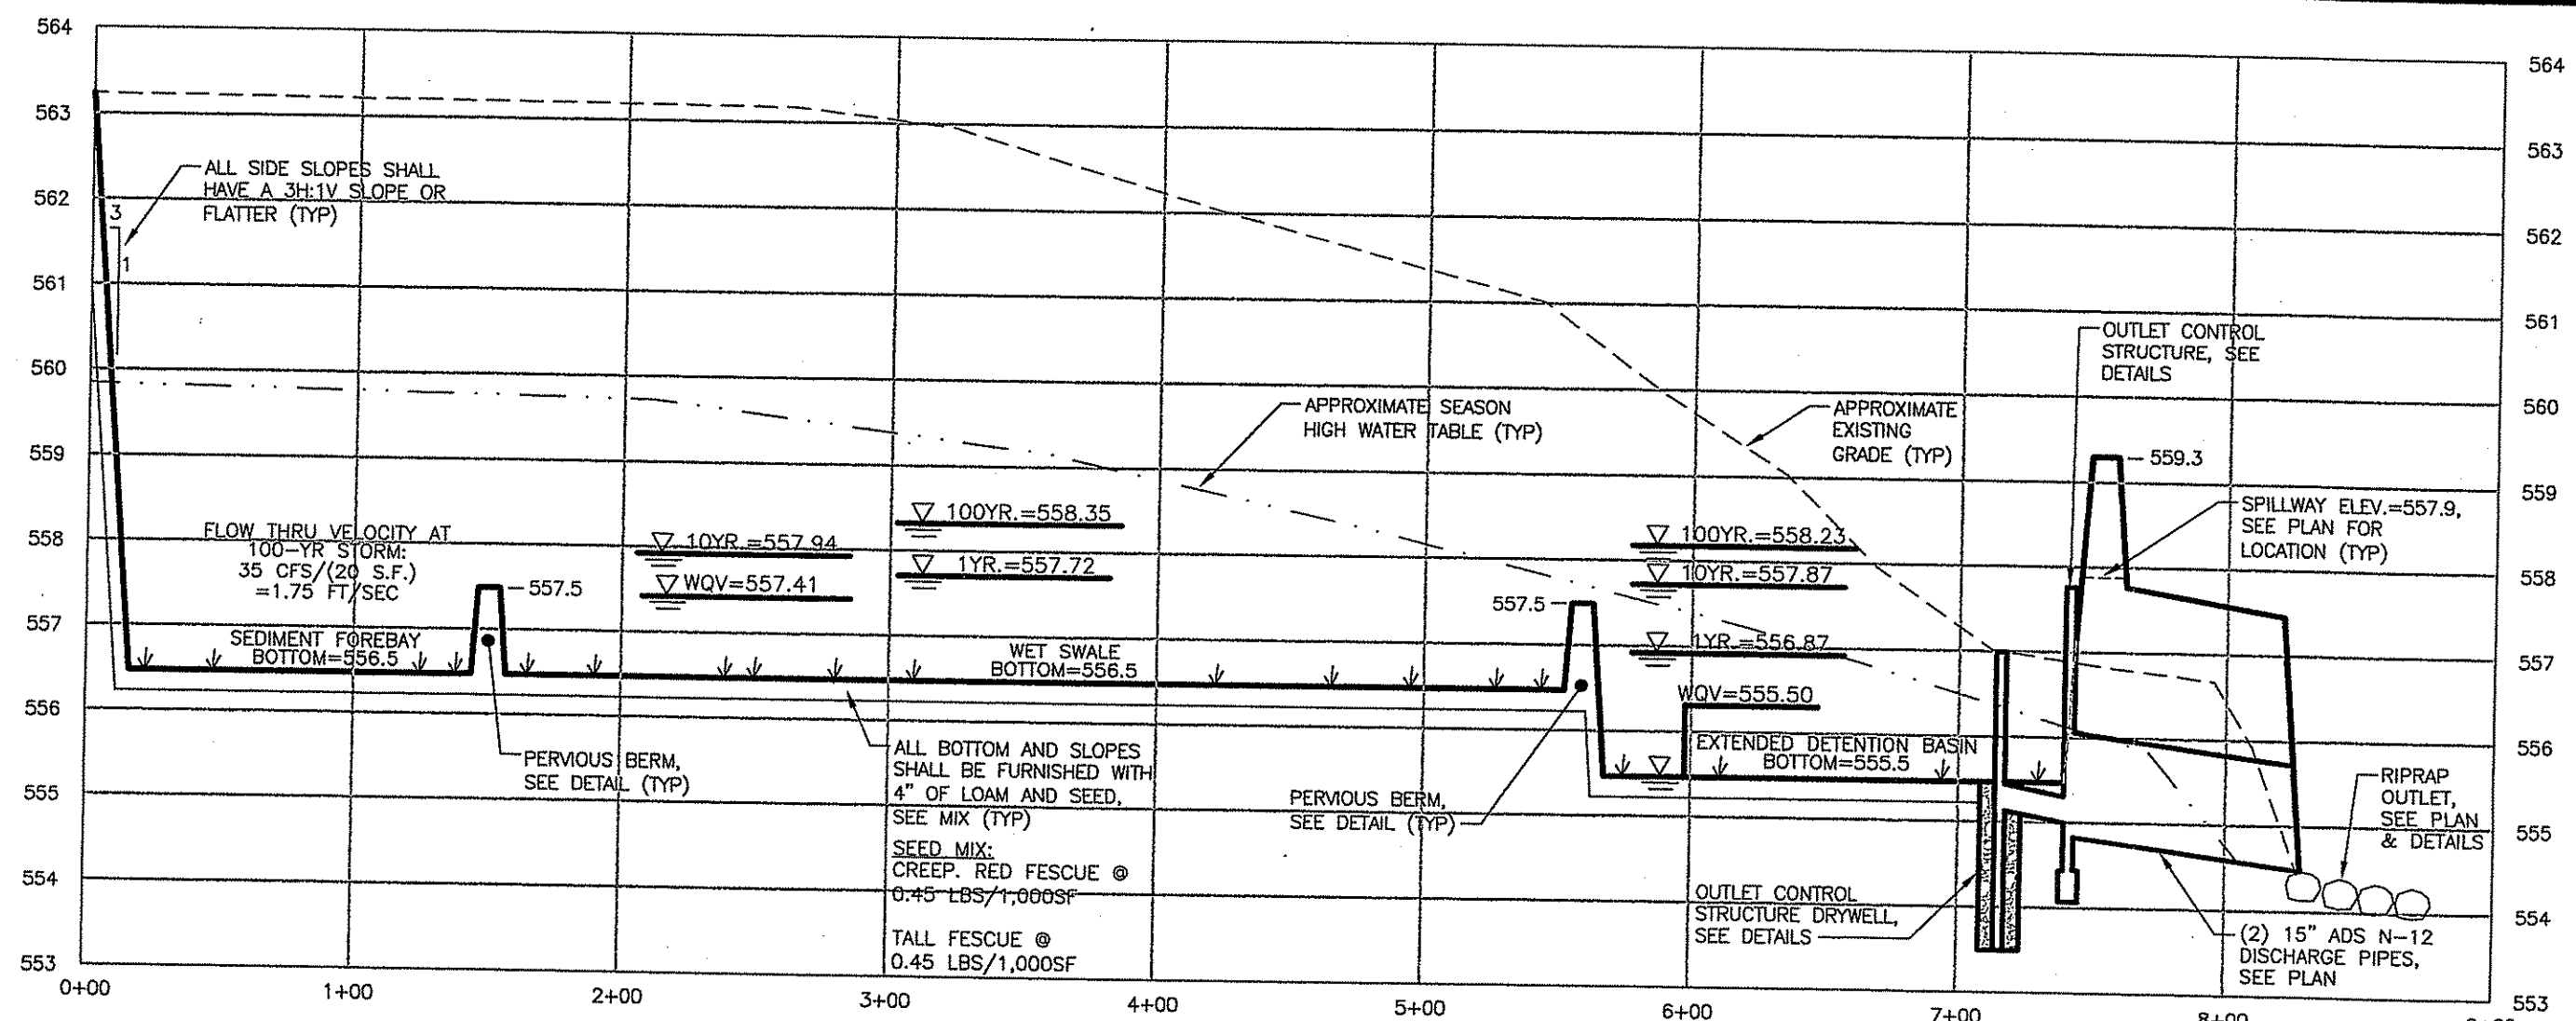 564
563
562
561
560
559
558
557
556
555
554
553
ALL SIDE SLOPES SHALL
HAVE A 3H:1V SLOPE OR
FLATTER (TYP)
3
1
FLOW THRU VELOCITY AT
100-YR STORM:
35 CFS/(20 S.F.)
=1.75 FT/SEC
557.5
10YR.=557.94
WQV=557.41
100YR.=558.35
1YR.=557.72
SEDIMENT FOREBAY
BOTTOM=556.5
WET SWALE
BOTTOM=556.5
PERVIOUS BERM,
SEE DETAIL (TYP)
ALL BOTTOM AND SLOPES
SHALL BE FURNISHED WITH
4" OF LOAM AND SEED,
SEE MIX (TYP)
SEED MIX:
CREEP. RED FESCUE @
0.45 LBS/1,000SF
TALL FESCUE @
0.45 LBS/1,000SF
APPROXIMATE SEASON
HIGH WATER TABLE (TYP)
APPROXIMATE
EXISTING
GRADE (TYP)
557.5
100YR.=558.23
10YR.=557.87
1YR.=556.87
WQV=555.50
EXTENDED DETENTION BASIN
BOTTOM=555.5
PERVIOUS BERM,
SEE DETAIL (TYP)
OUTLET CONTROL
STRUCTURE, SEE
DETAILS
559.3
SPILLWAY ELEV.=557.9,
SEE PLAN FOR
LOCATION (TYP)
OUTLET CONTROL
STRUCTURE DRYWELL,
SEE DETAILS
RIPRAP
OUTLET,
SEE PLAN
& DETAILS
(2) 15" ADS N-12
DISCHARGE PIPES,
SEE PLAN
564
563
562
561
560
559
558
557
556
555
554
553
0+00
1+00
2+00
3+00
4+00
5+00
6+00
7+00
8+00